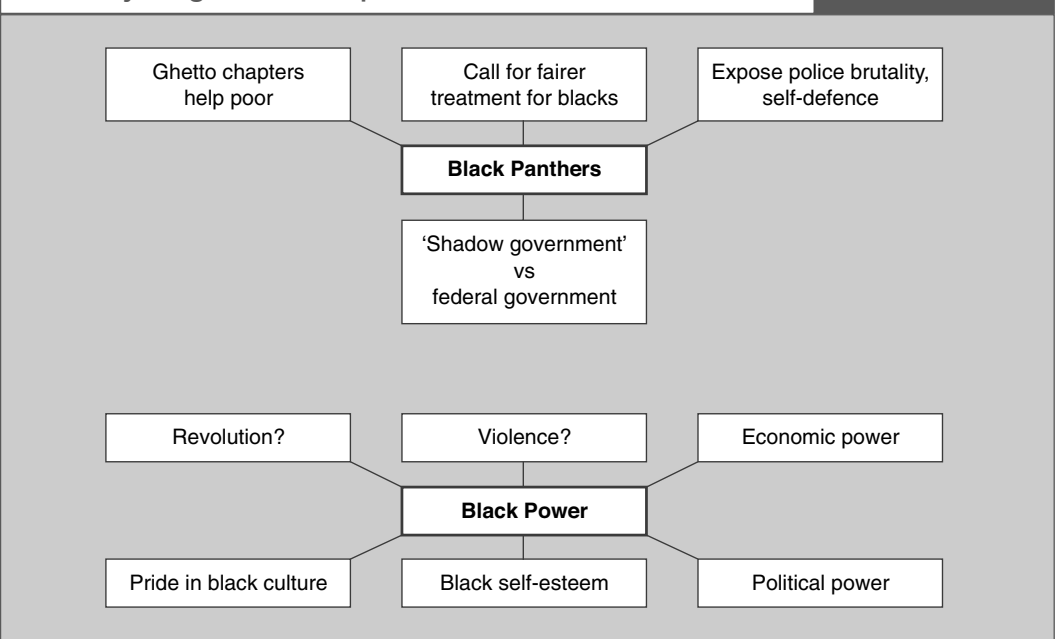 Ghetto chapters
help poor
Call for fairer
treatment for blacks
Expose police brutality,
self-defence
Black Panthers
‘Shadow government’
vs
federal government
Revolution?
Violence?
Economic power
Black Power
Pride in black culture
Black self-esteem
Political power